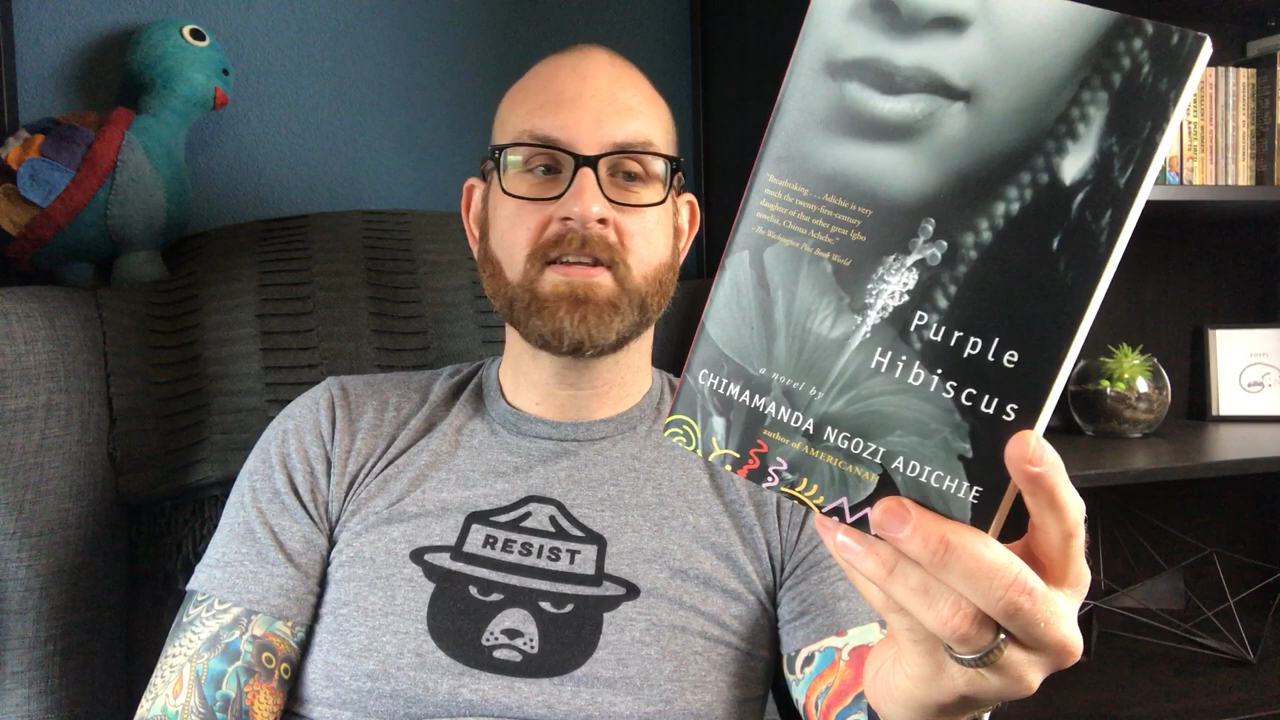 RESIST
"Breathtaking . . . Adichie is very
much the twenty-first-century
daughter of that other great Igbo
novelist, Chinua Achebe."
- The Washington Post Book World
Purple
Hibiscus
a novel by
CHIMAMANDA NGOZI ADICHIE
author of AMERICANAH